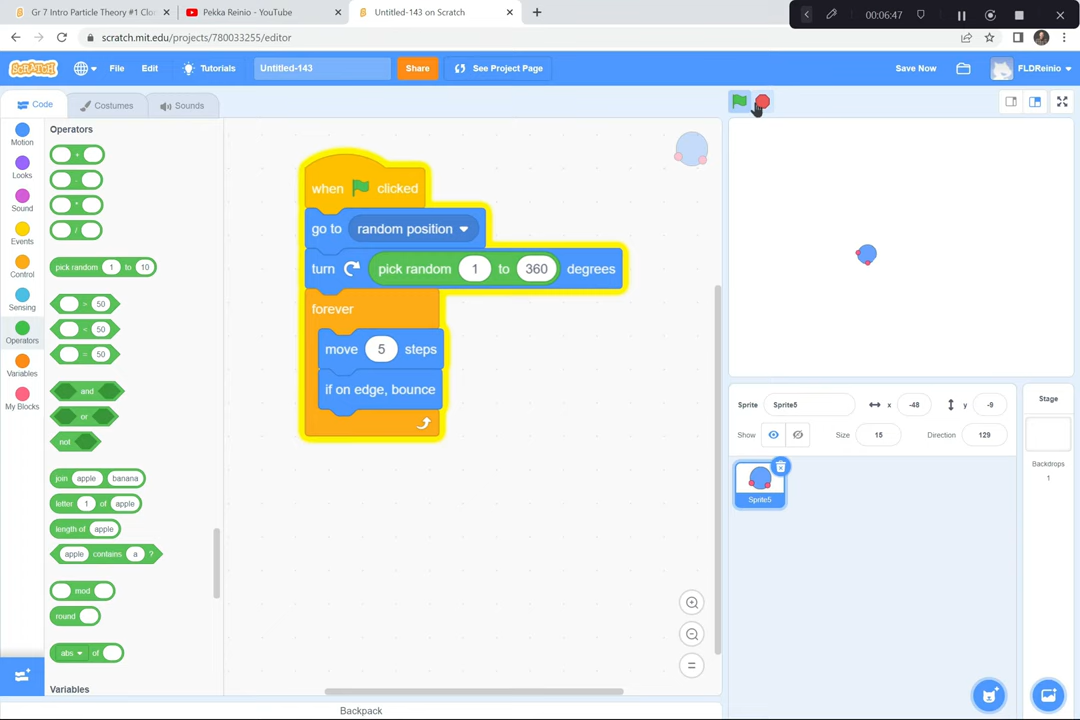 Gr 7 Intro Particle Theory #1 Clo
Pekka Reinio - YouTube
Untitled-143 on Scratch
00:06:47
scratch.mit.edu/projects/780033255/editor
SCRATCH
File
Edit
Tutorials
Untitled-143
Share
See Project Page
Save Now
FLDReinio
Code
Costumes
Sounds
Motion
Looks
Sound
Events
Control
Sensing
Operators
Variables
My Blocks
Operators
+
-
*
/
pick random 1 to 10
> 50
< 50
= 50
and
or
not
join apple banana
letter 1 of apple
length of apple
apple contains a ?
mod
round
abs of
Variables
when clicked
go to random position
turn pick random 1 to 360 degrees
forever
move 5 steps
if on edge, bounce
Sprite Sprite5 x -48 y -9
Show Size 15 Direction 129
Sprite5
Stage
Backdrops
1
Backpack